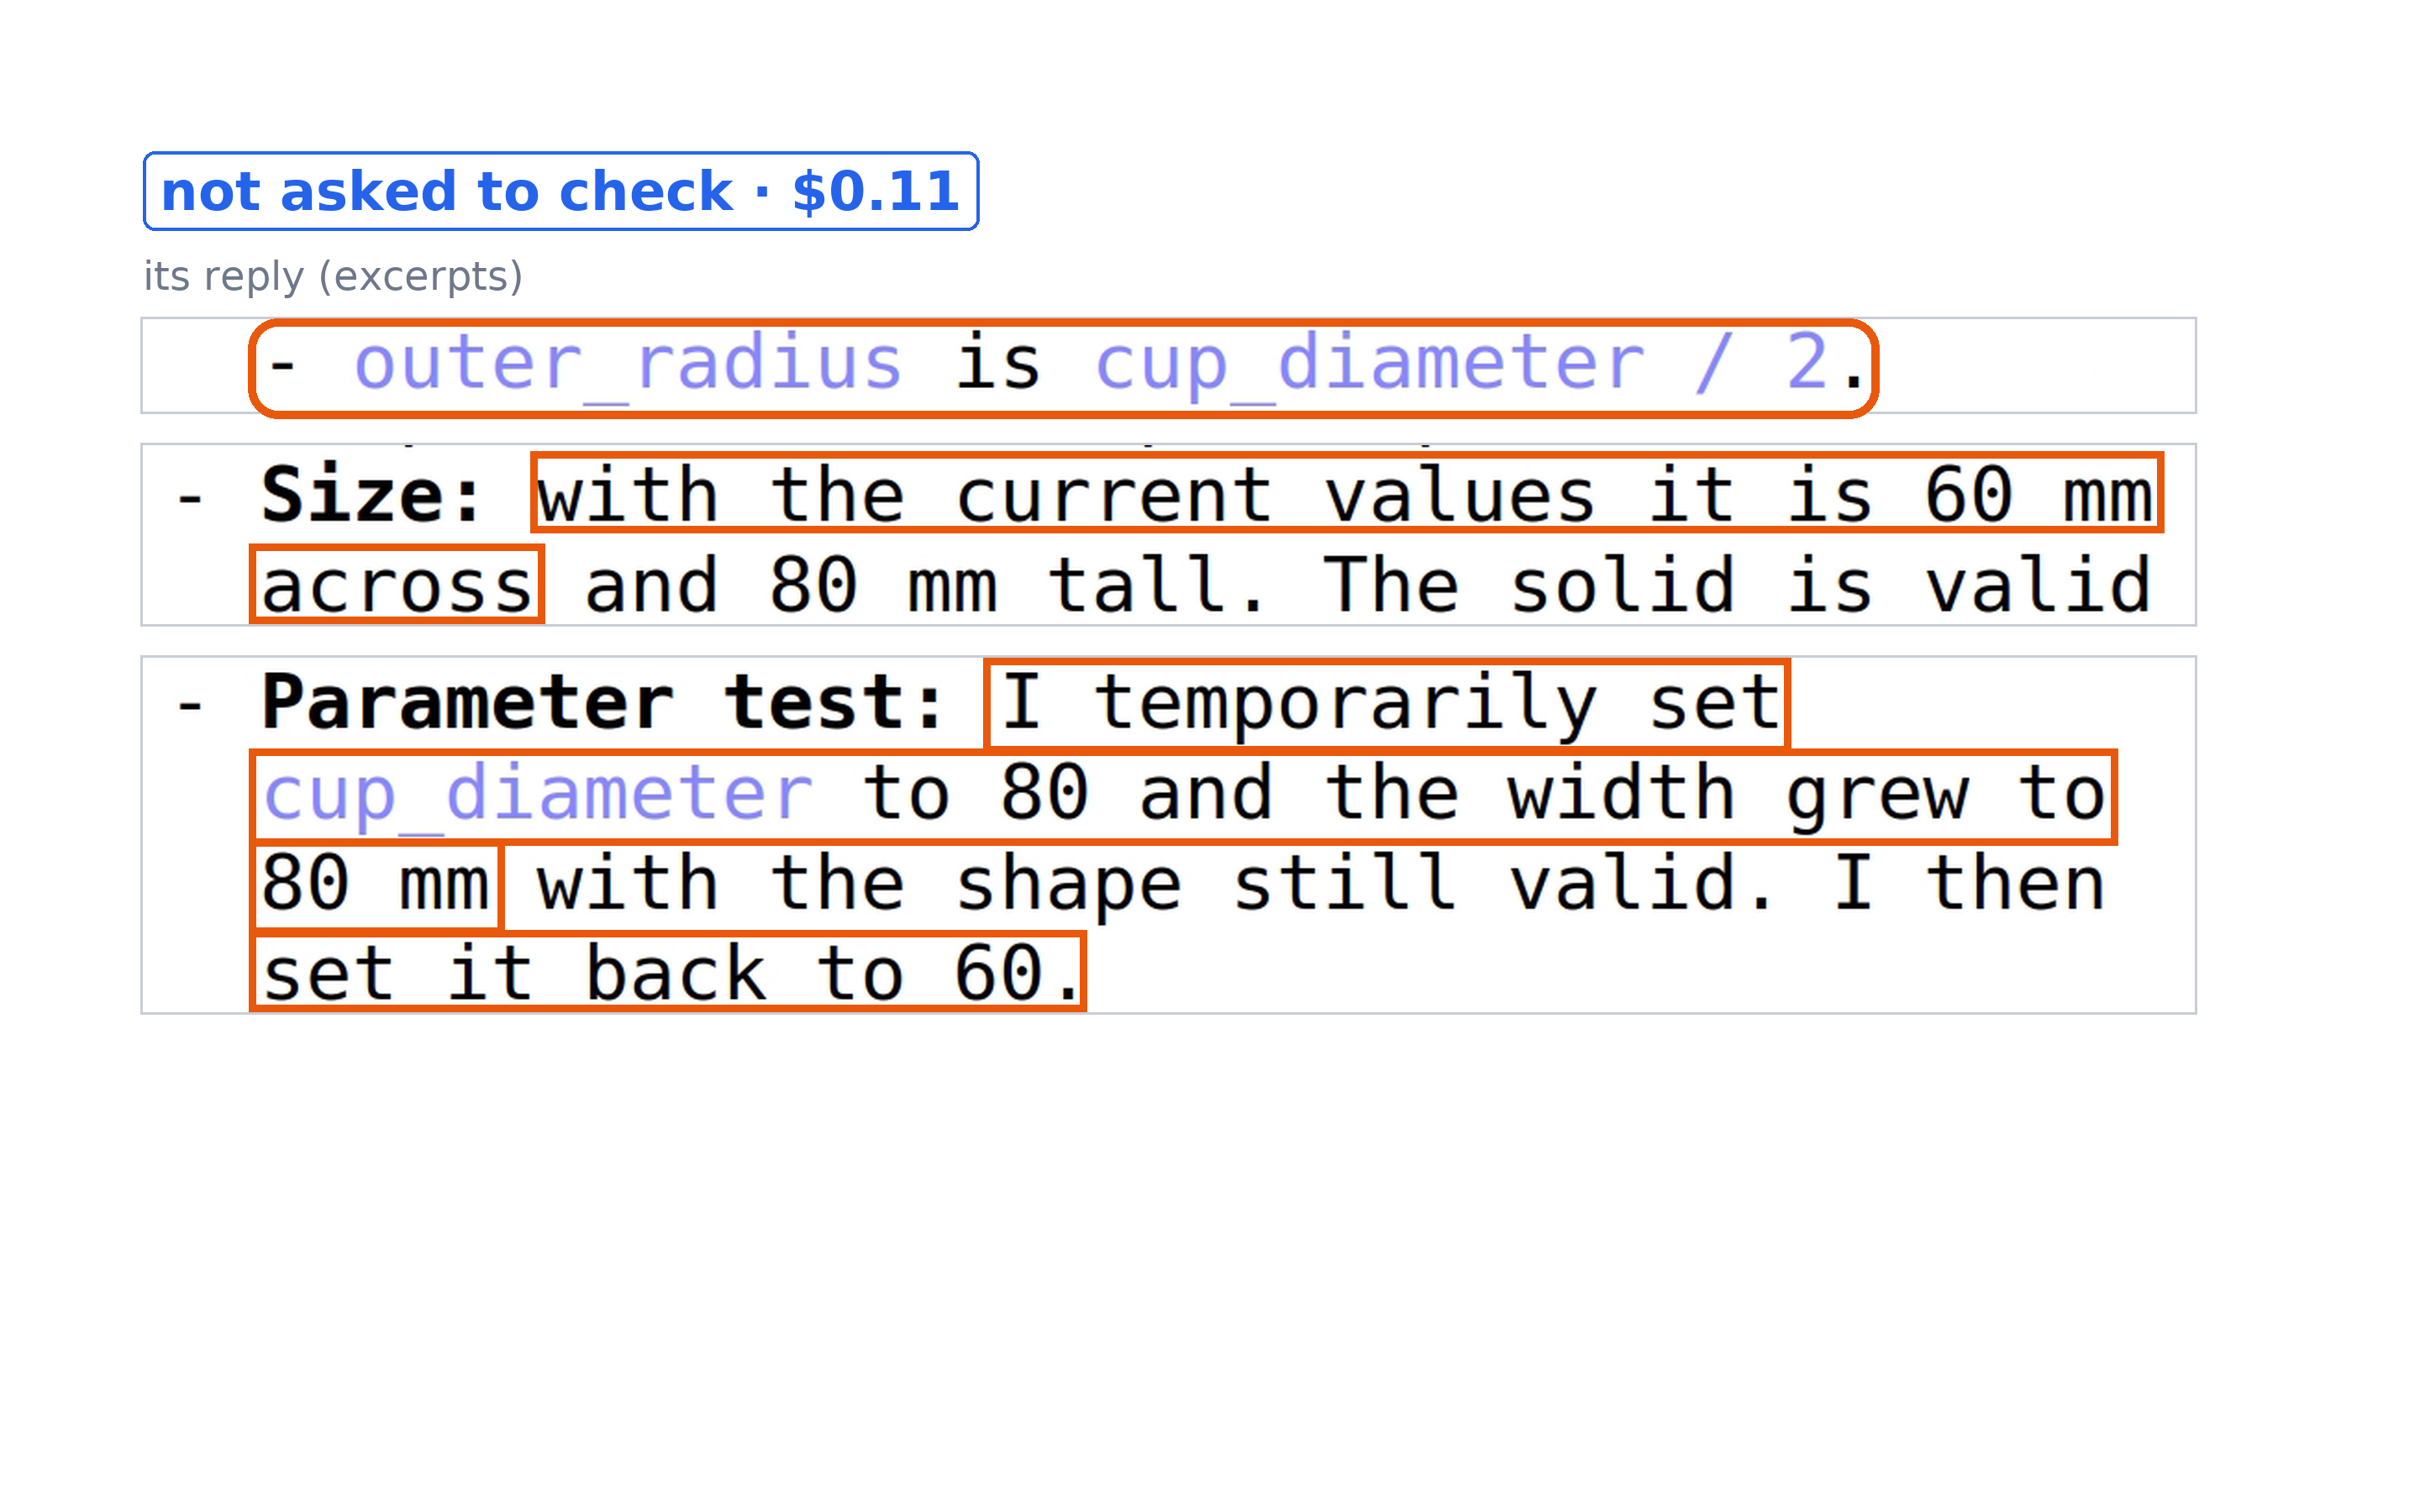 not asked to check · $0.11
its reply (excerpts)
- outer_radius is cup_diameter / 2.
- Size: with the current values it is 60 mm
across and 80 mm tall. The solid is valid
- Parameter test: I temporarily set
cup_diameter to 80 and the width grew to
80 mm with the shape still valid. I then
set it back to 60.